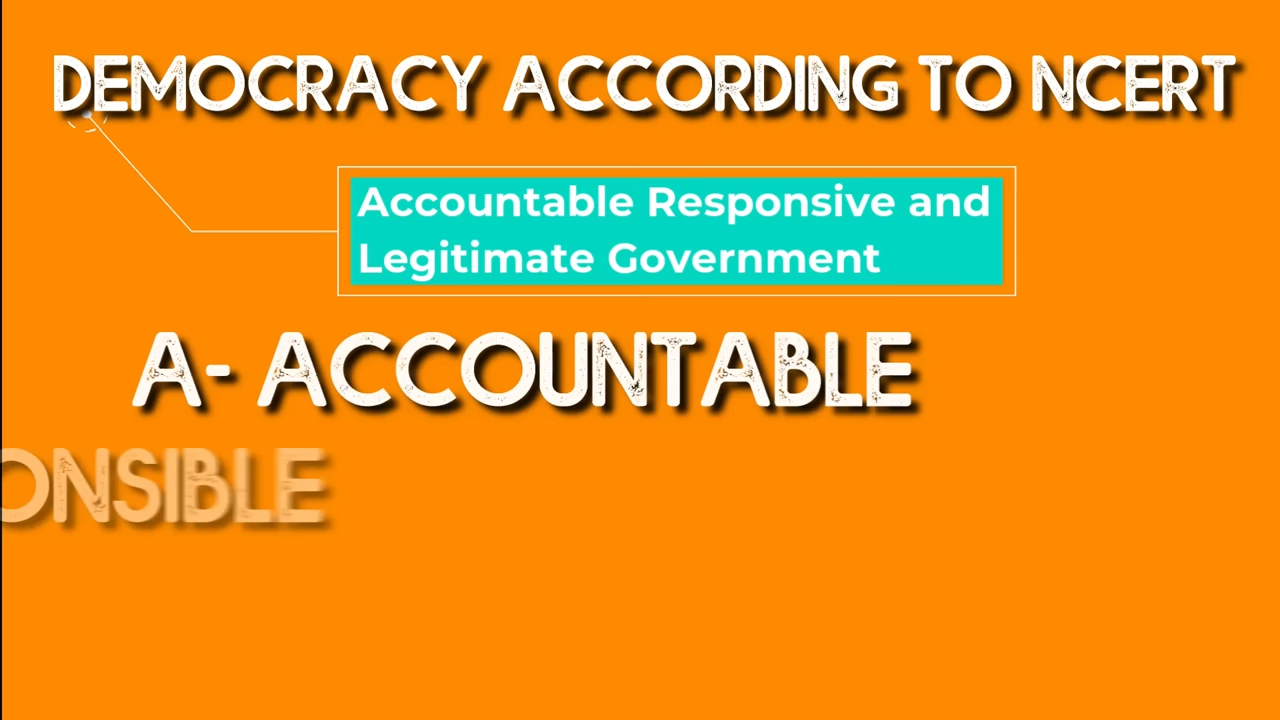 DEMOCRACY ACCORDING TO NCERT
Accountable Responsive and
Legitimate Government
A- ACCOUNTABLE
ONSIBLE